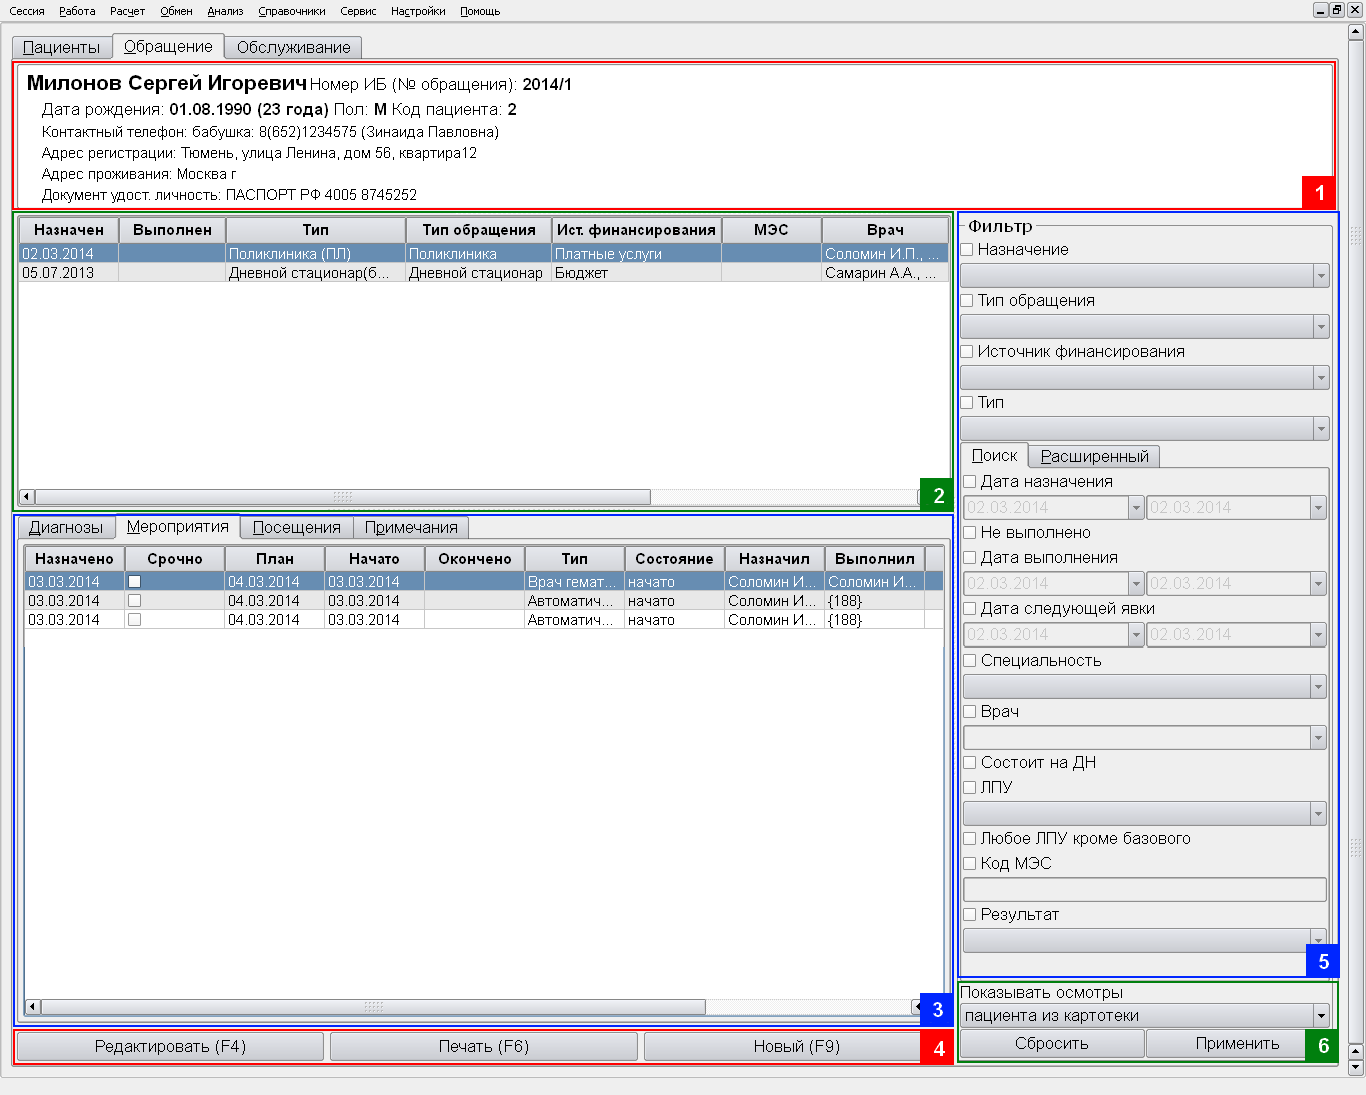 Сессия Работа Расчет Обмен Анализ Справочники Сервис Настройки Помощь
Пациенты Обращение Обслуживание
Милонов Сергей Игоревич Номер ИБ (№ обращения): 2014/1
Дата рождения: 01.08.1990 (23 года) Пол: М Код пациента: 2
Контактный телефон: бабушка: 8(652)1234575 (Зинаида Павловна)
Адрес регистрации: Тюмень, улица Ленина, дом 56, квартира12
Адрес проживания: Москва г
Документ удост. личность: ПАСПОРТ РФ 4005 8745252
1
Назначен Выполнен Тип Тип обращения Ист. финансирования МЭС Врач
02.03.2014 Поликлиника (ПЛ) Поликлиника Платные услуги Соломин И.П., ...
05.07.2013 Дневной стационар(б... Дневной стационар Бюджет Самарин А.А., ...
2
Диагнозы Мероприятия Посещения Примечания
Назначено Срочно План Начато Окончено Тип Состояние Назначил Выполнил
03.03.2014 04.03.2014 03.03.2014 Врач гемат... начато Соломин И... Соломин И...
03.03.2014 04.03.2014 03.03.2014 Автоматич... начато Соломин И... {188}
03.03.2014 04.03.2014 03.03.2014 Автоматич... начато Соломин И... {188}
3
Редактировать (F4) Печать (F6) Новый (F9)
4
Фильтр
Назначение
Тип обращения
Источник финансирования
Тип
Поиск Расширенный
Дата назначения
02.03.2014 02.03.2014
Не выполнено
Дата выполнения
02.03.2014 02.03.2014
Дата следующей явки
02.03.2014 02.03.2014
Специальность
Врач
Состоит на ДН
ЛПУ
Любое ЛПУ кроме базового
Код МЭС
Результат
5
Показывать осмотры
пациента из картотеки
Сбросить Применить
6